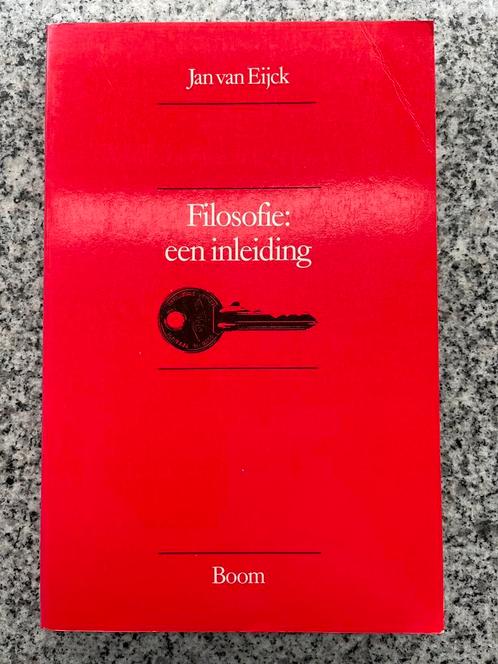 Jan van Eijck
Filosofie:
een inleiding
Boom